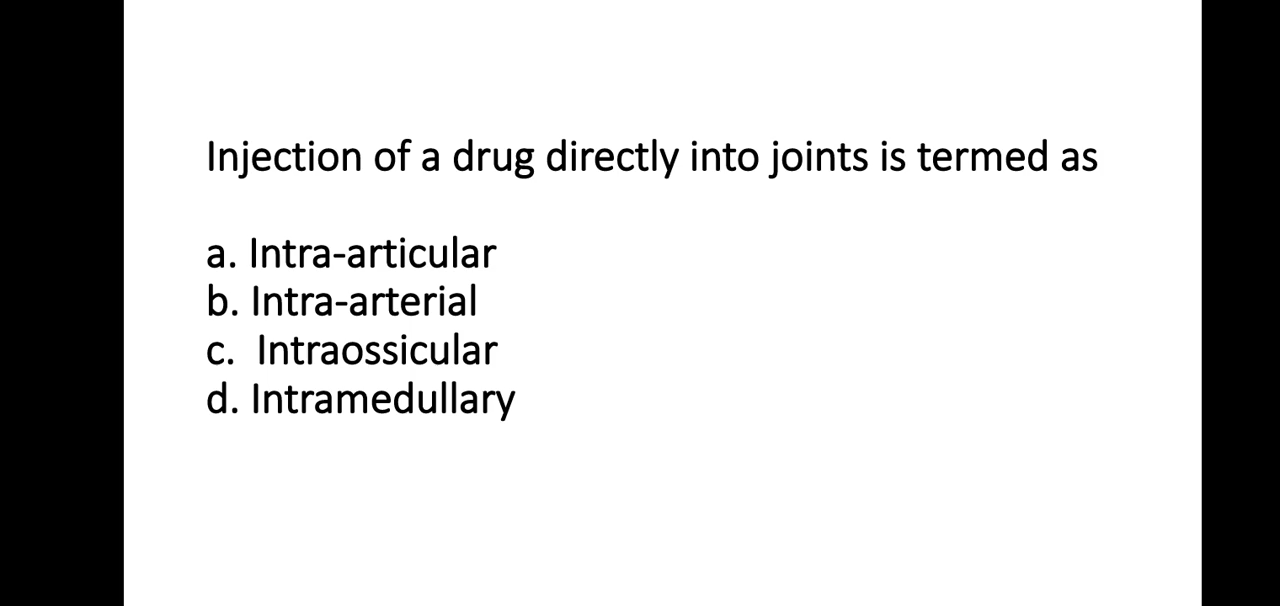 Injection of a drug directly into joints is termed as
a. Intra-articular
b. Intra-arterial
c. Intraossicular
d. Intramedullary